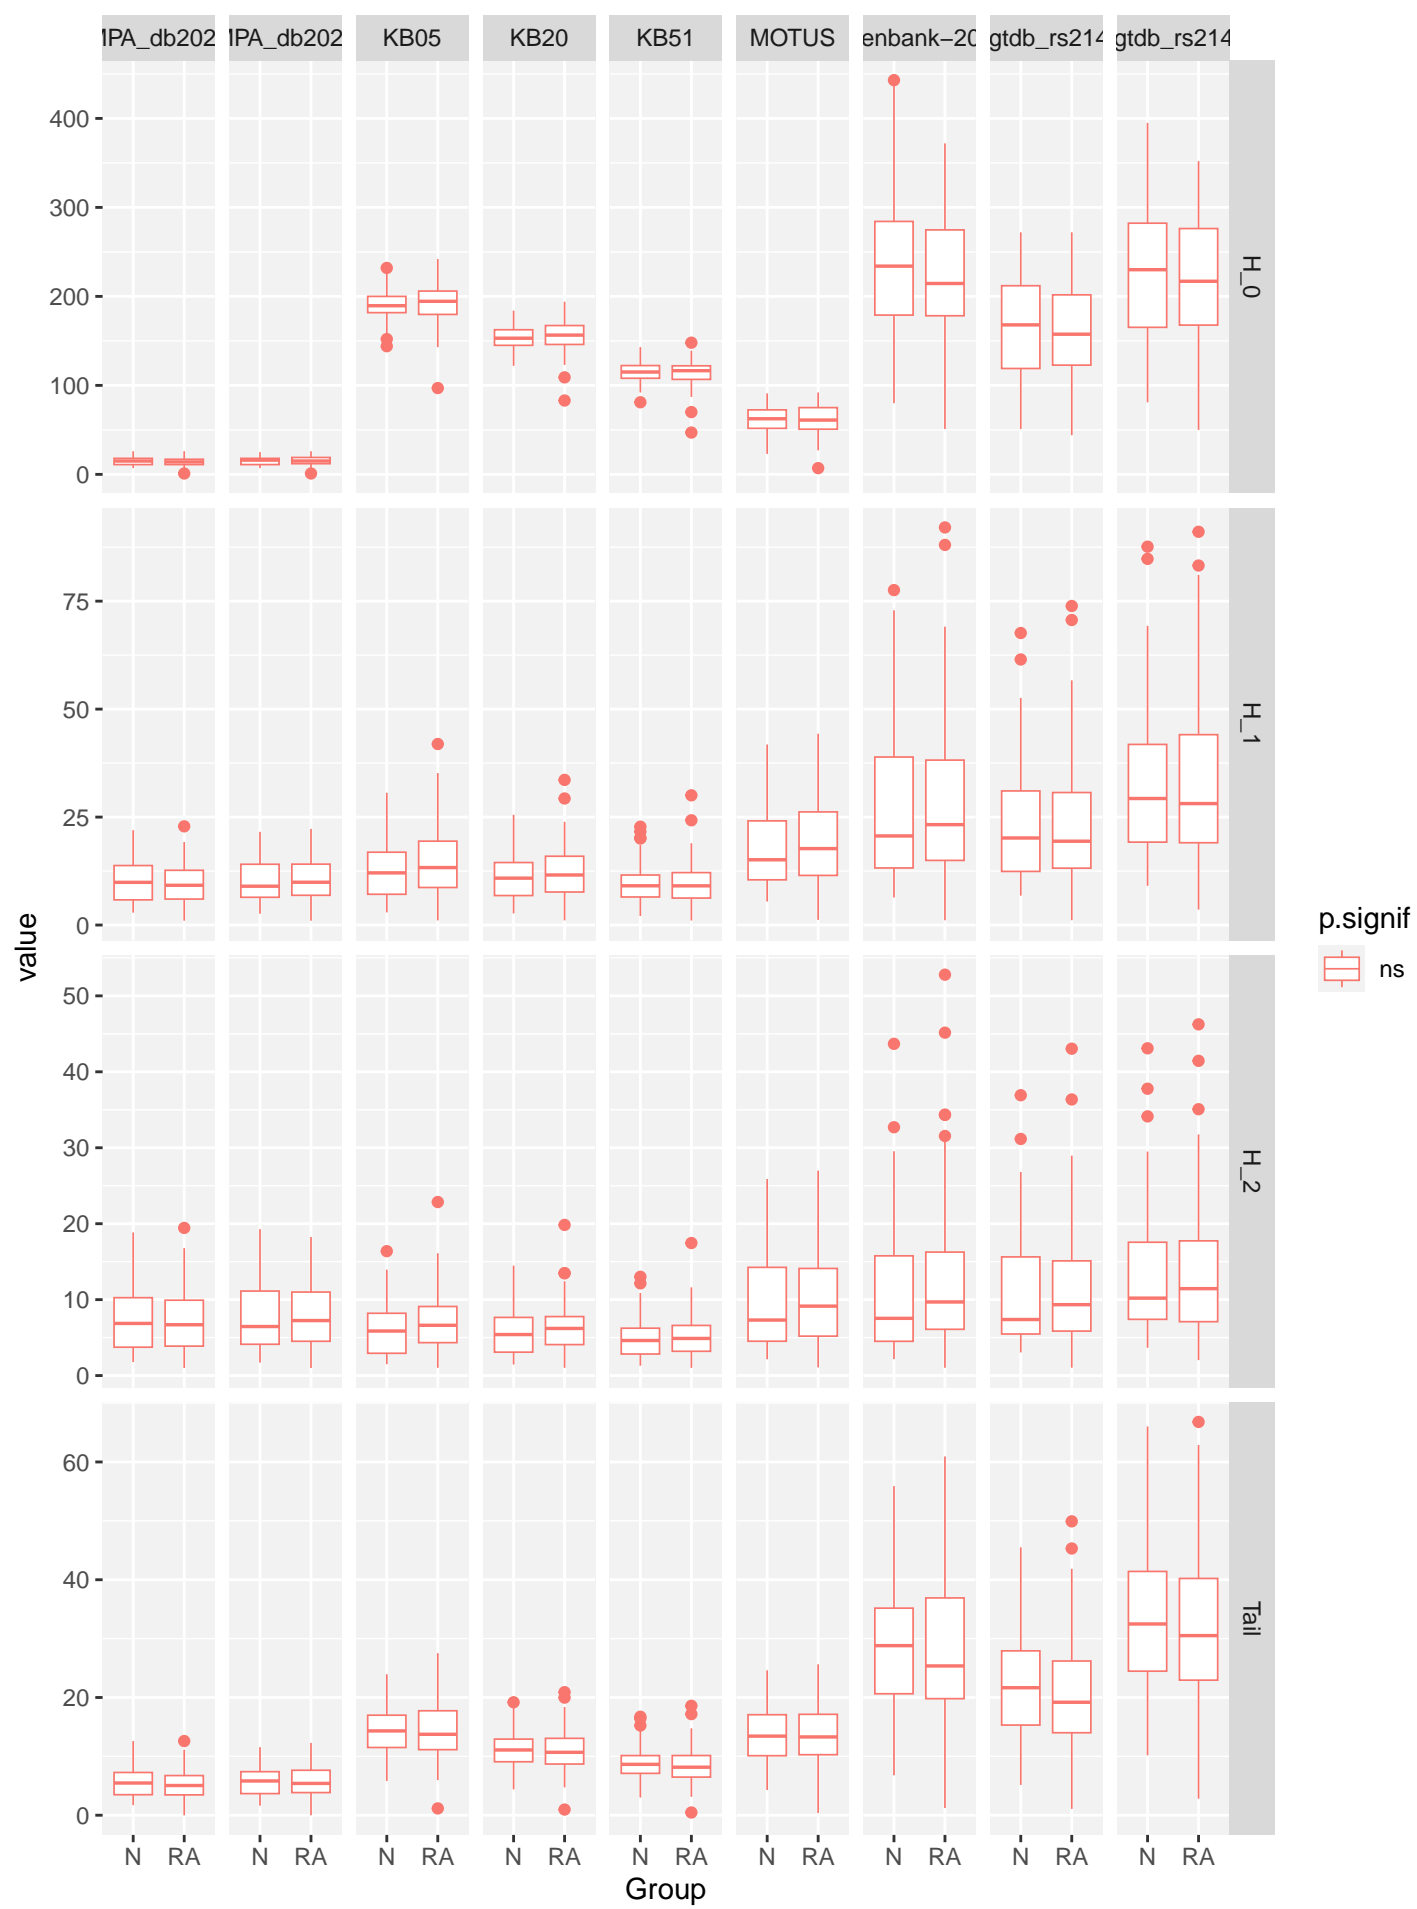 MPA_db202 MPA_db202 KB05 KB20 KB51 MOTUS enbank−20 gtdb_rs214 gtdb_rs214
400
300
200
100
0
H_0
75
50
25
0
H_1
50
40
30
20
10
0
H_2
60
40
20
0
Tail
N RA N RA N RA N RA N RA N RA N RA N RA N RA
Group
value
p.signif
ns